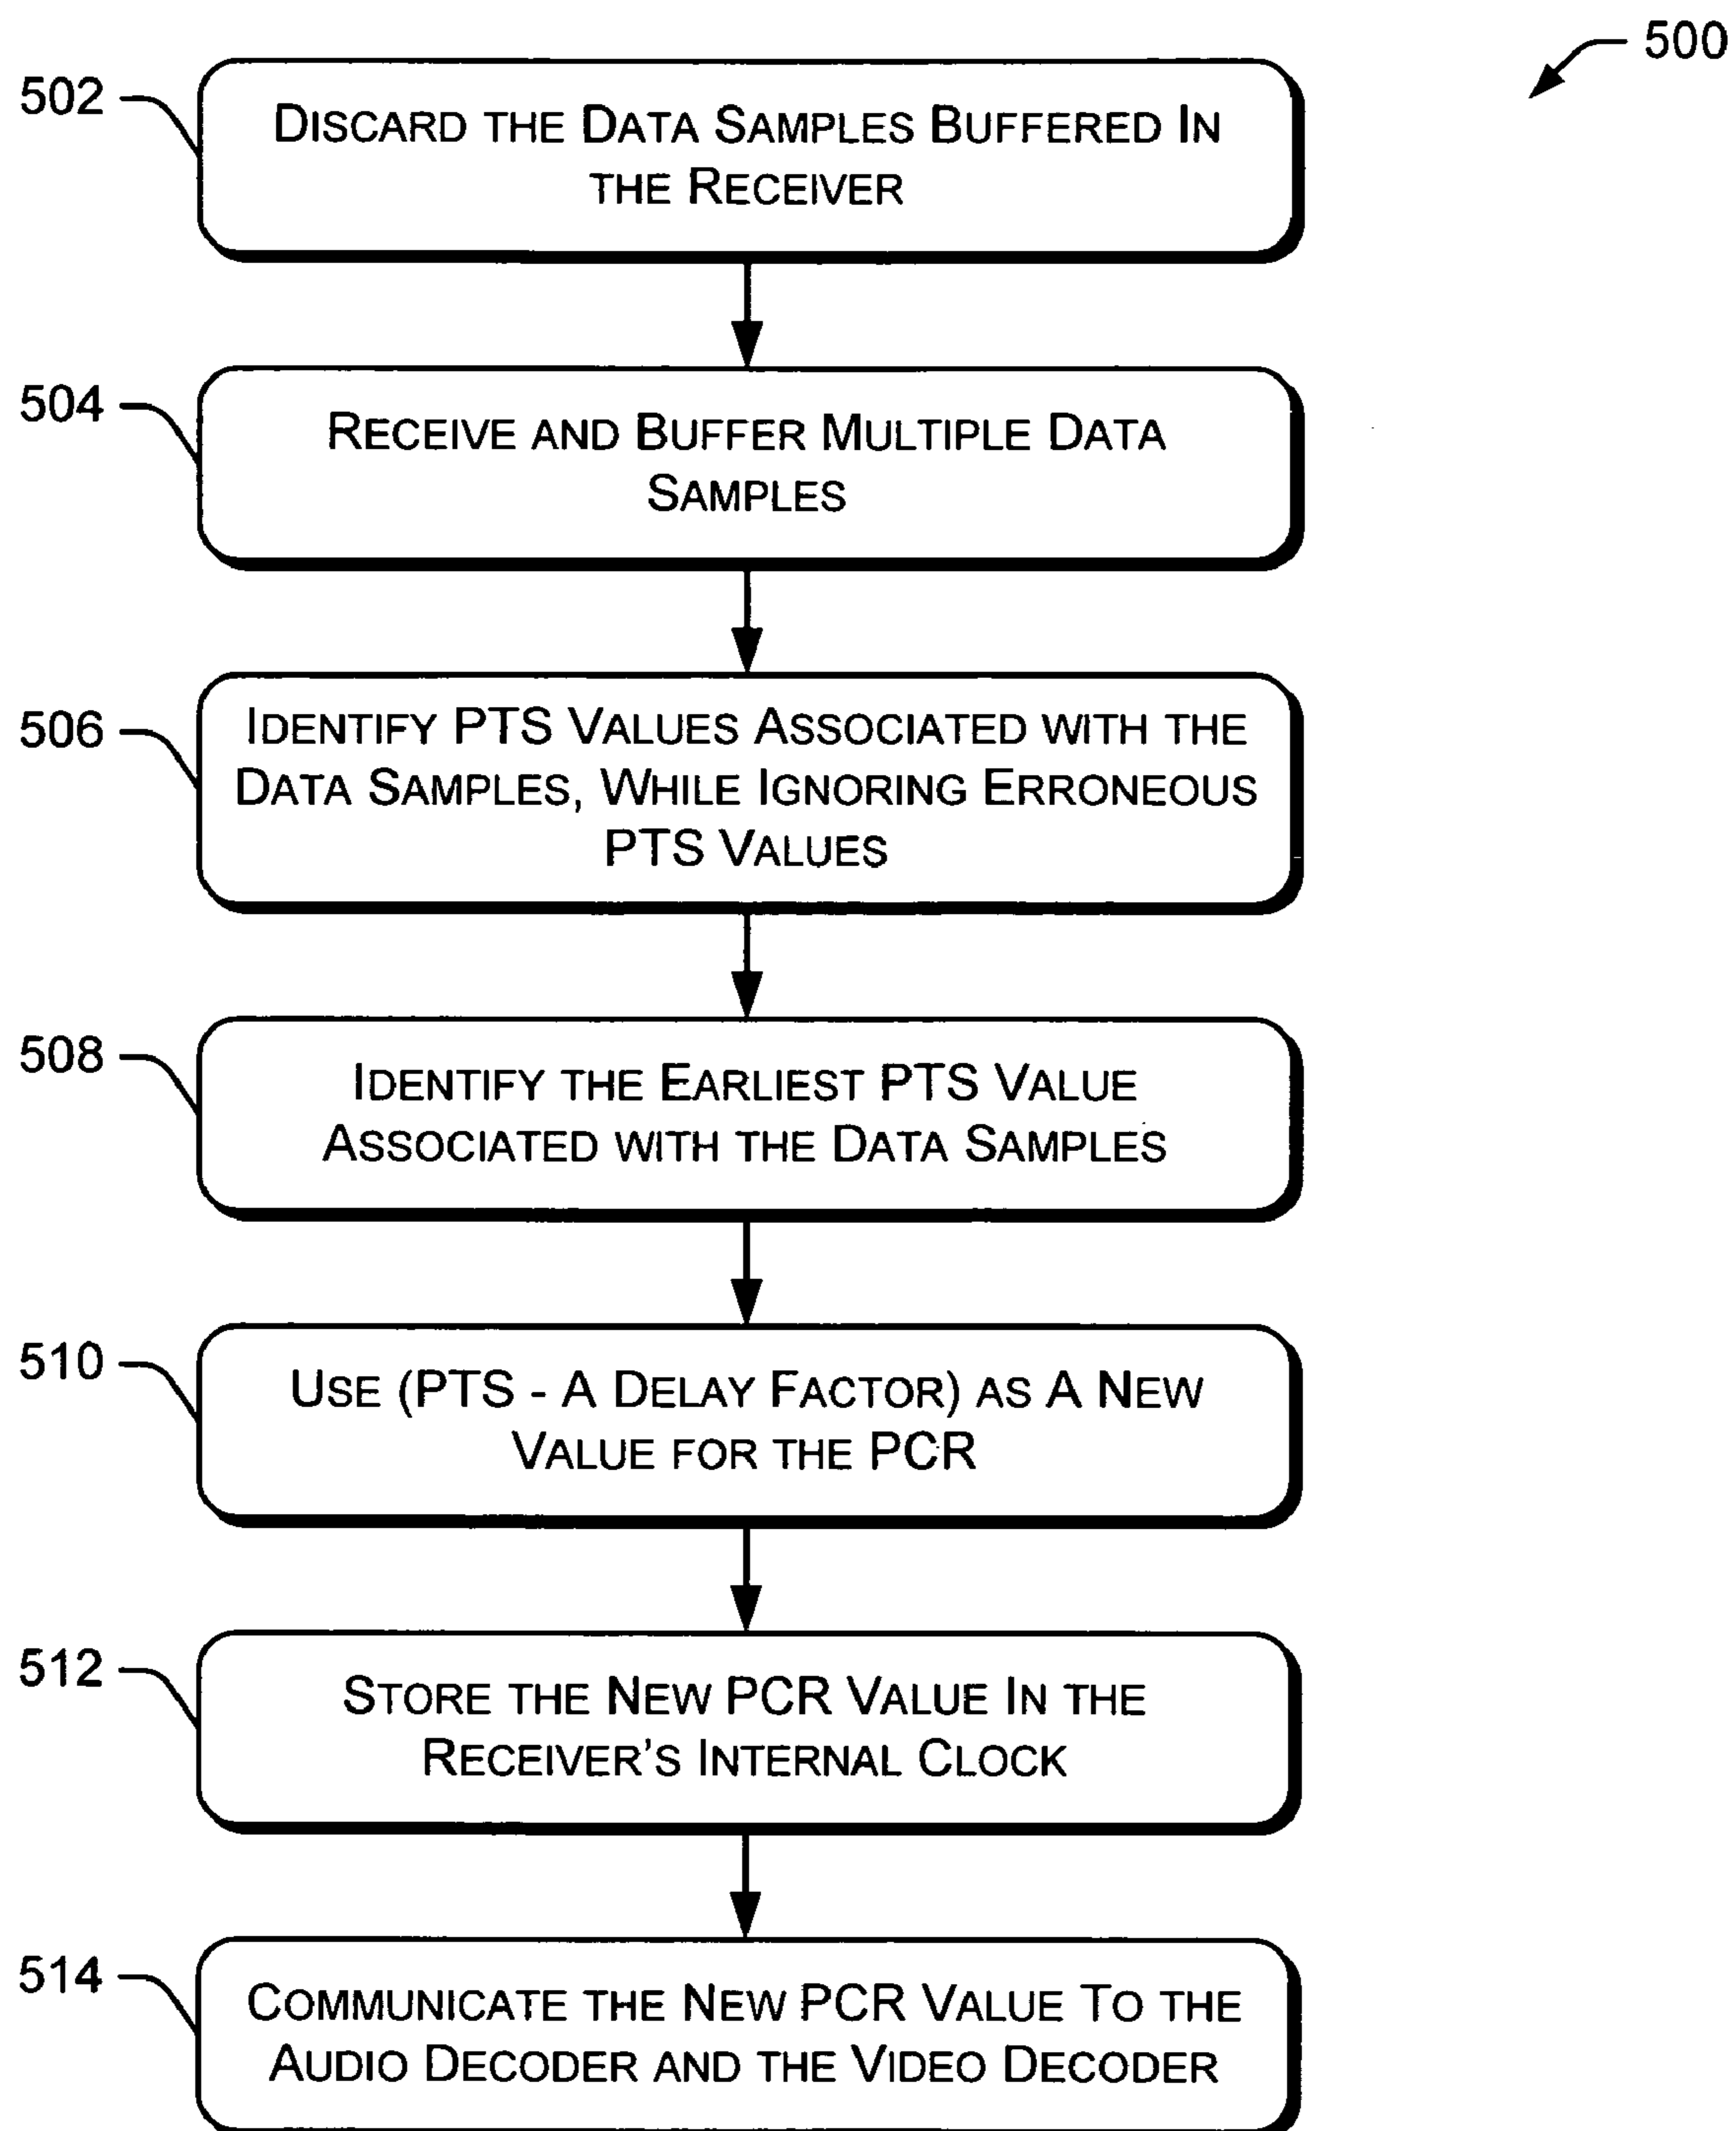 500
502
DISCARD THE DATA SAMPLES BUFFERED IN
THE RECEIVER
504
RECEIVE AND BUFFER MULTIPLE DATA
SAMPLES
506
IDENTIFY PTS VALUES ASSOCIATED WITH THE
DATA SAMPLES, WHILE IGNORING ERRONEOUS
PTS VALUES
508
IDENTIFY THE EARLIEST PTS VALUE
ASSOCIATED WITH THE DATA SAMPLES
510
USE (PTS - A DELAY FACTOR) AS A NEW
VALUE FOR THE PCR
512
STORE THE NEW PCR VALUE IN THE
RECEIVER'S INTERNAL CLOCK
514
COMMUNICATE THE NEW PCR VALUE TO THE
AUDIO DECODER AND THE VIDEO DECODER